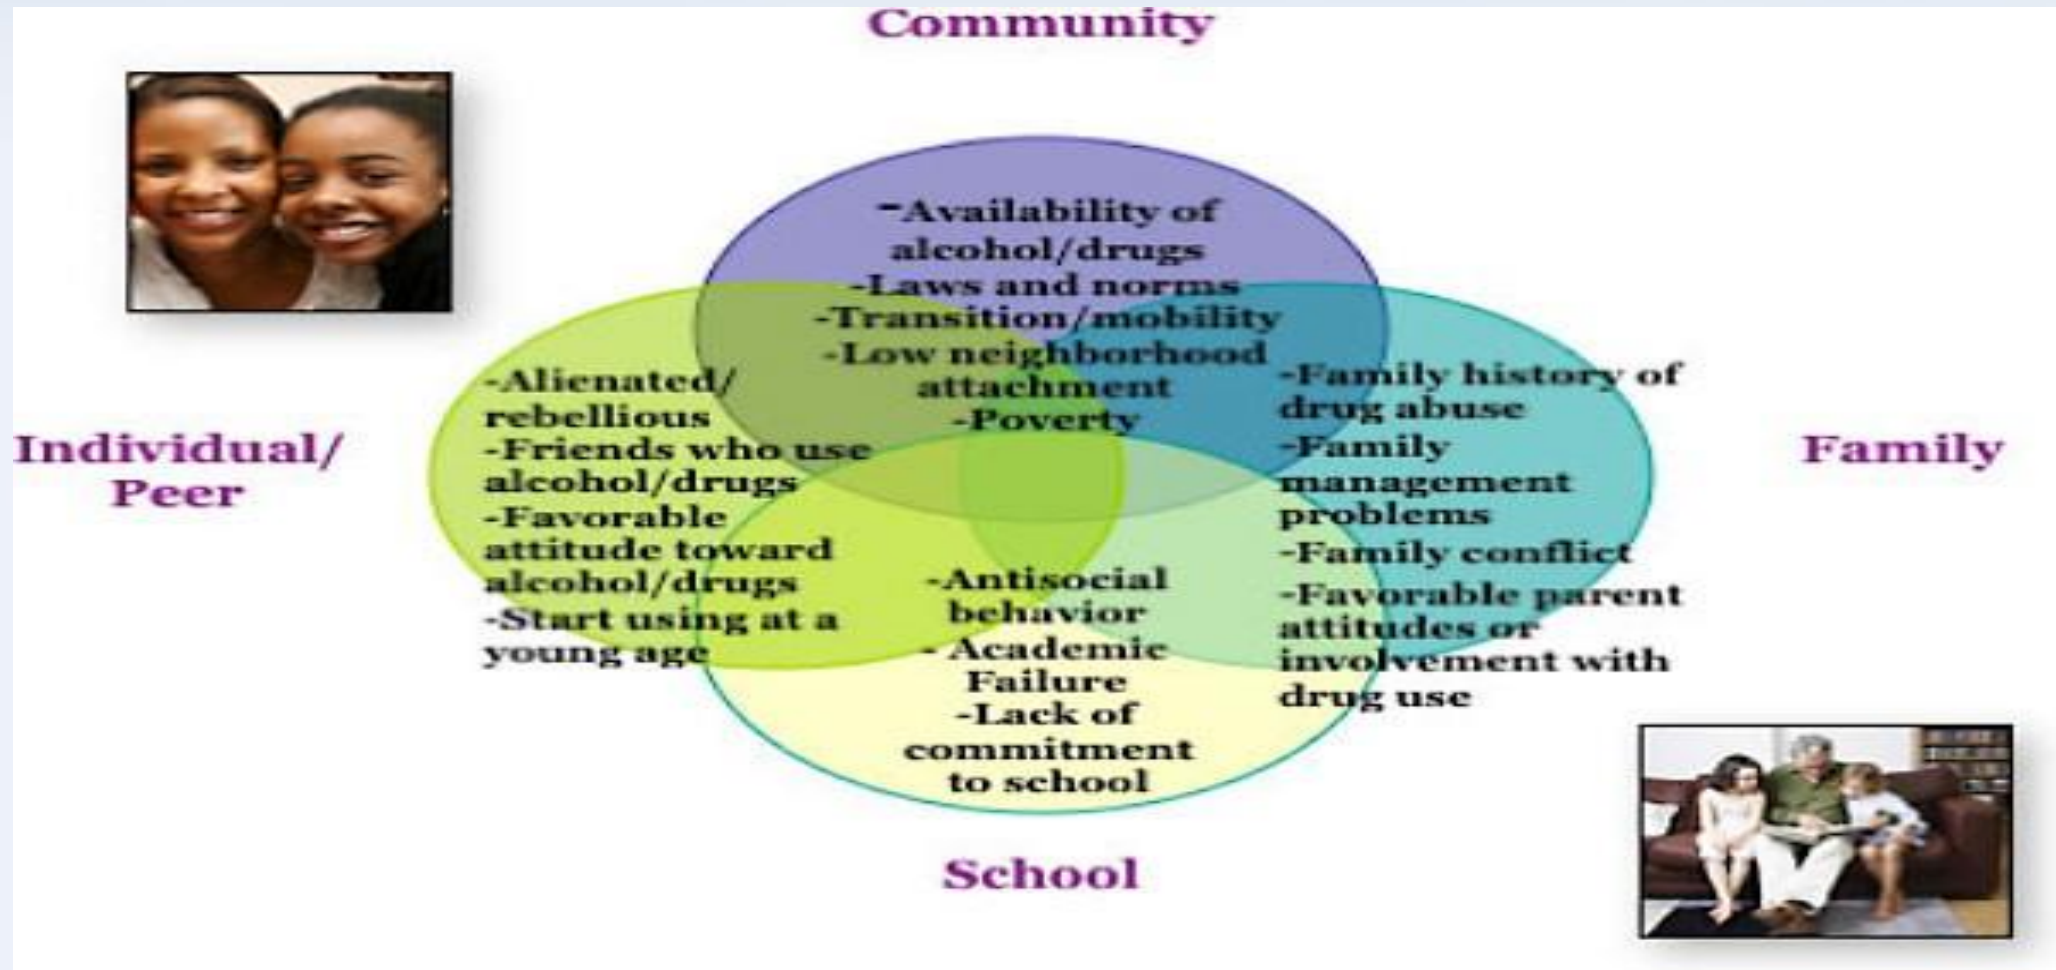 Community
-Availability of
alcohol/drugs
-Laws and norms
-Transition/mobility
-Low neighborhood
attachment
-Poverty
Individual/
Peer
-Alienated/
rebellious
-Friends who use
alcohol/drugs
-Favorable
attitude toward
alcohol/drugs
-Start using at a
young age
-Family history of
drug abuse
-Family
management
problems
-Family conflict
-Favorable parent
attitudes or
involvement with
drug use
Family
-Antisocial
behavior
- Academic
Failure
-Lack of
commitment
to school
School